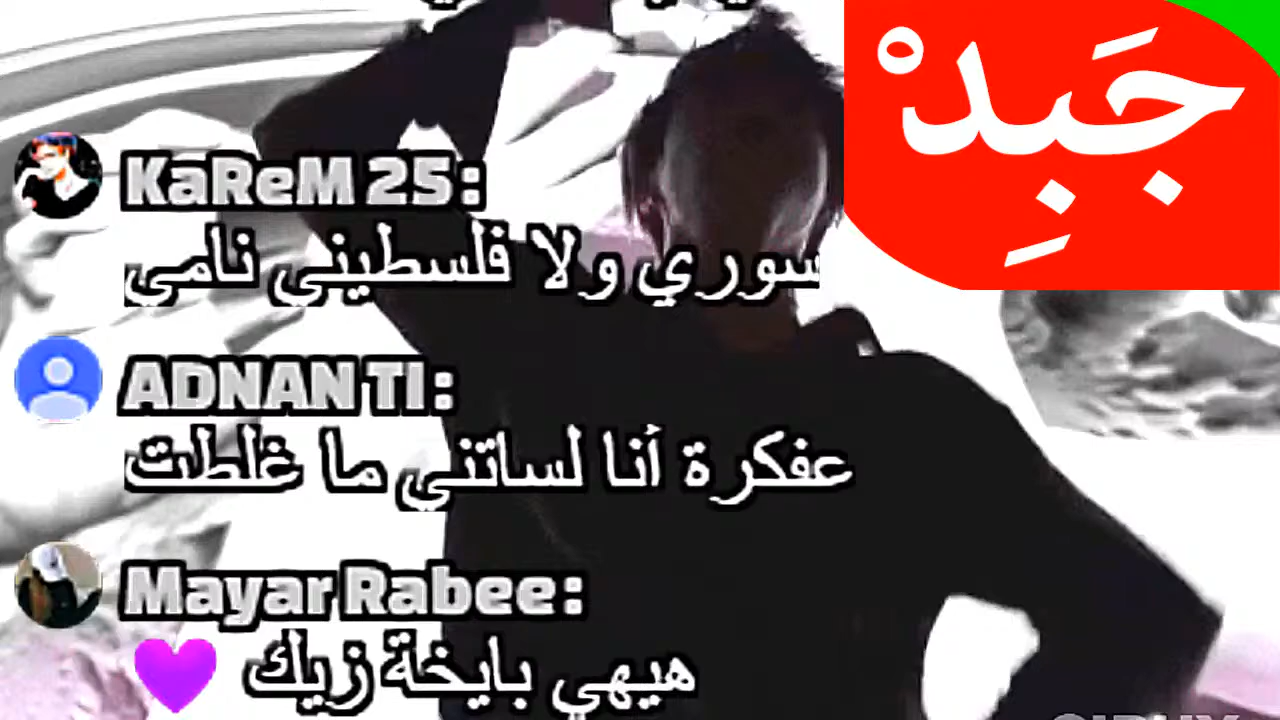 جَبِدْه
KaReM 25:
سوري ولا فلسطيني نامي
ADNAN TI:
عفكرة أنا لساتني ما غلطت
Mayar Rabee:
هيهي بايخة زيك 💜